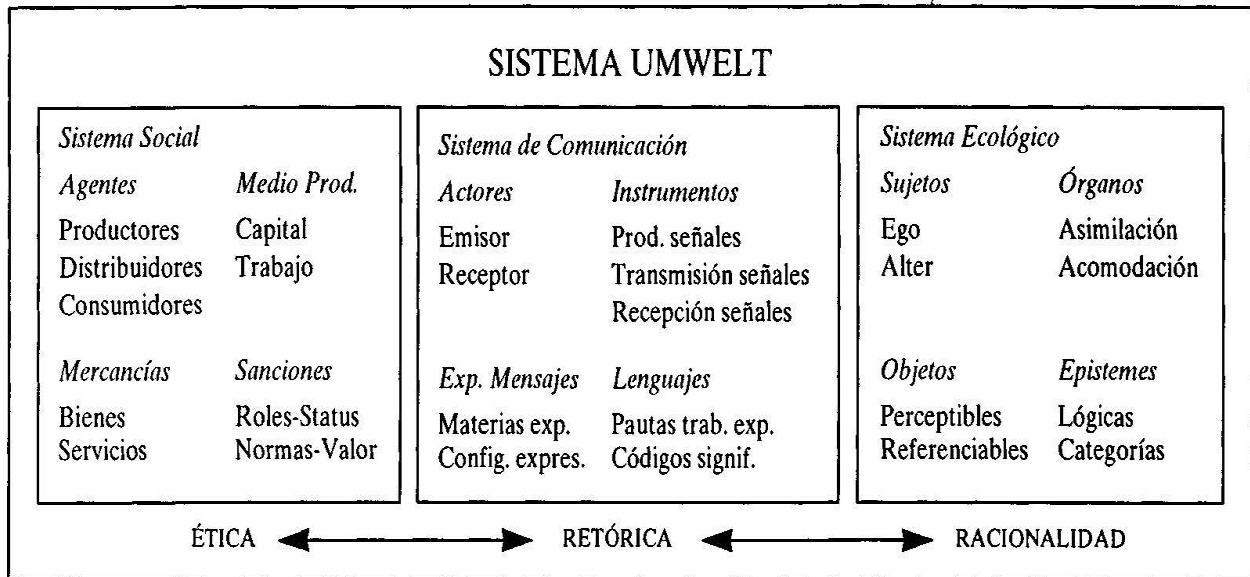 SISTEMA UMWELT
Sistema Social
Agentes Medio Prod.
Productores Capital
Distribuidores Trabajo
Consumidores
Mercancías Sanciones
Bienes Roles-Status
Servicios Normas-Valor
Sistema de Comunicación
Actores Instrumentos
Emisor Prod. señales
Receptor Transmisión señales
Recepción señales
Exp. Mensajes Lenguajes
Materias exp. Pautas trab. exp.
Config. expres. Códigos signif.
Sistema Ecológico
Sujetos Órganos
Ego Asimilación
Alter Acomodación
Objetos Epistemes
Perceptibles Lógicas
Referenciables Categorías
ÉTICA RETÓRICA RACIONALIDAD